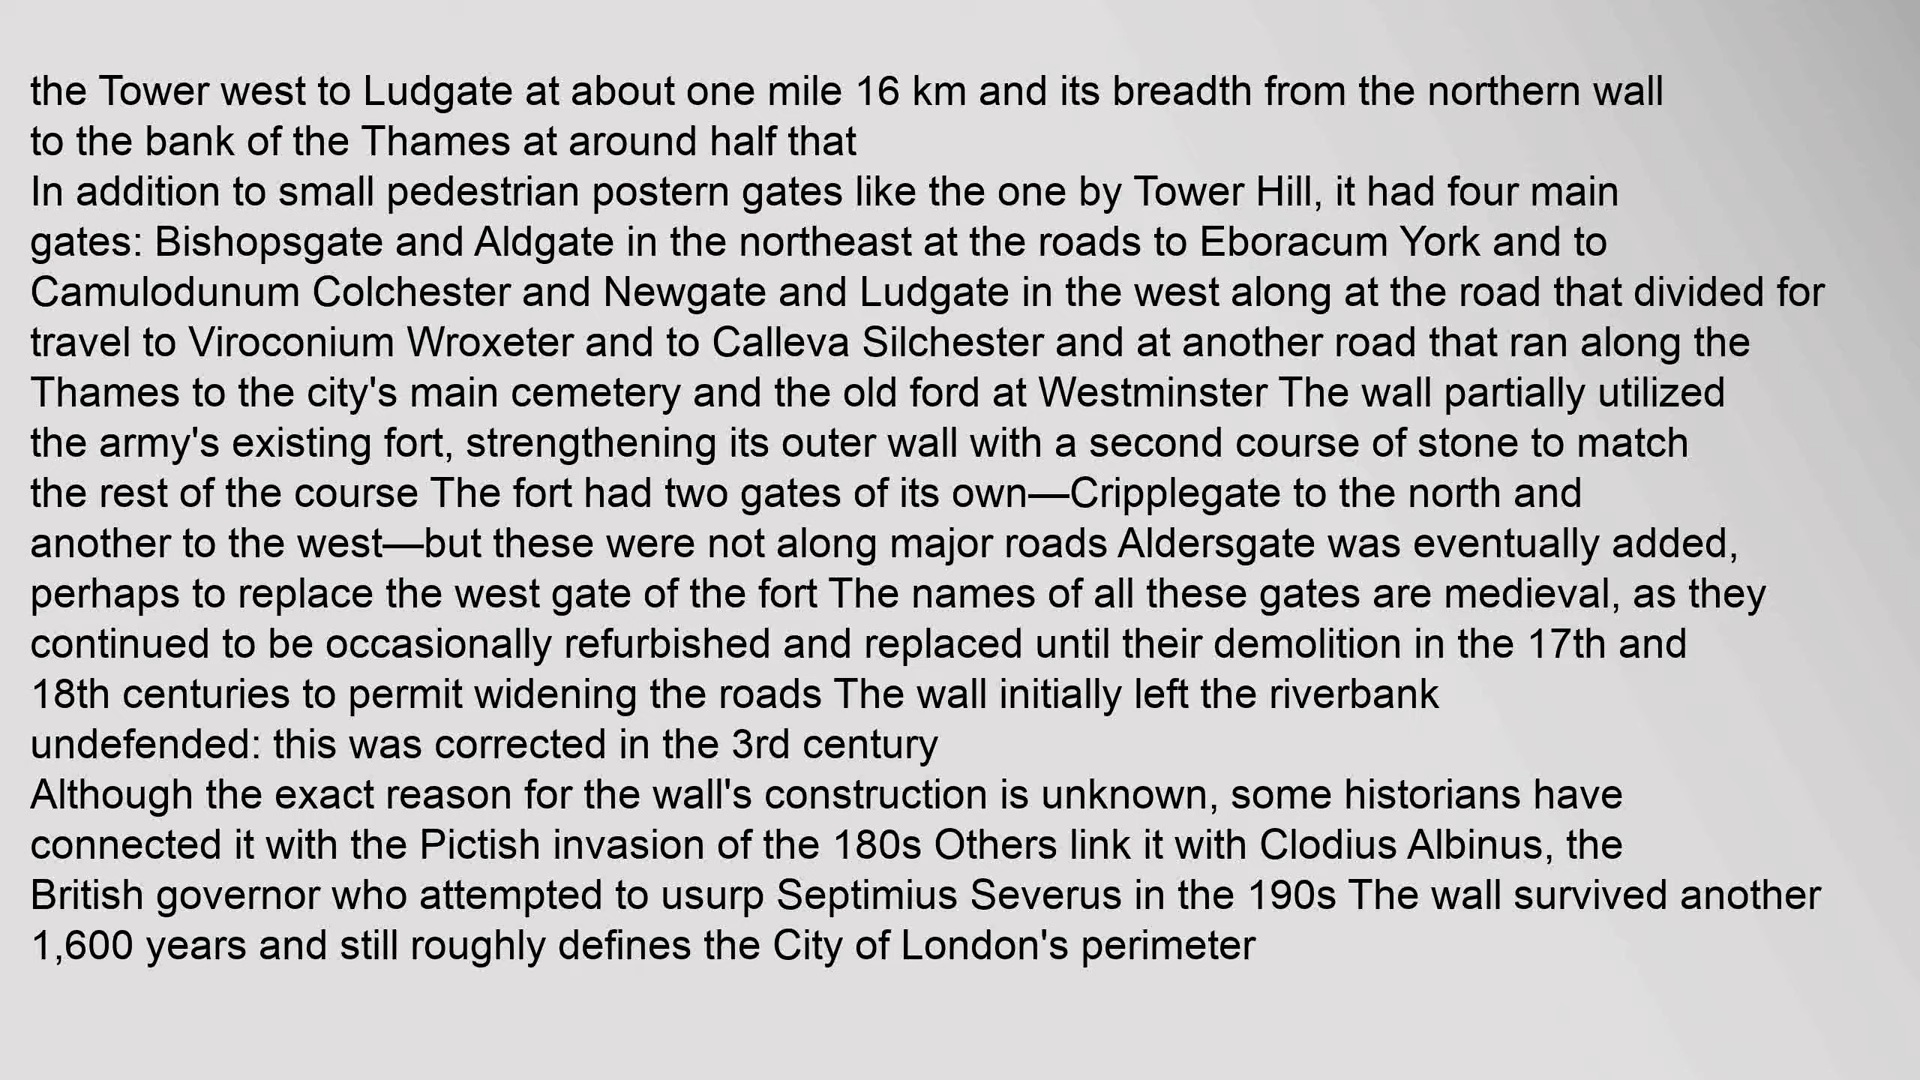 the Tower west to Ludgate at about one mile 16 km and its breadth from the northern wall
to the bank of the Thames at around half that
In addition to small pedestrian postern gates like the one by Tower Hill, it had four main
gates: Bishopsgate and Aldgate in the northeast at the roads to Eboracum York and to
Camulodunum Colchester and Newgate and Ludgate in the west along at the road that divided for
travel to Viroconium Wroxeter and to Calleva Silchester and at another road that ran along the
Thames to the city's main cemetery and the old ford at Westminster The wall partially utilized
the army's existing fort, strengthening its outer wall with a second course of stone to match
the rest of the course The fort had two gates of its own—Cripplegate to the north and
another to the west—but these were not along major roads Aldersgate was eventually added,
perhaps to replace the west gate of the fort The names of all these gates are medieval, as they
continued to be occasionally refurbished and replaced until their demolition in the 17th and
18th centuries to permit widening the roads The wall initially left the riverbank
undefended: this was corrected in the 3rd century
Although the exact reason for the wall's construction is unknown, some historians have
connected it with the Pictish invasion of the 180s Others link it with Clodius Albinus, the
British governor who attempted to usurp Septimius Severus in the 190s The wall survived another
1,600 years and still roughly defines the City of London's perimeter